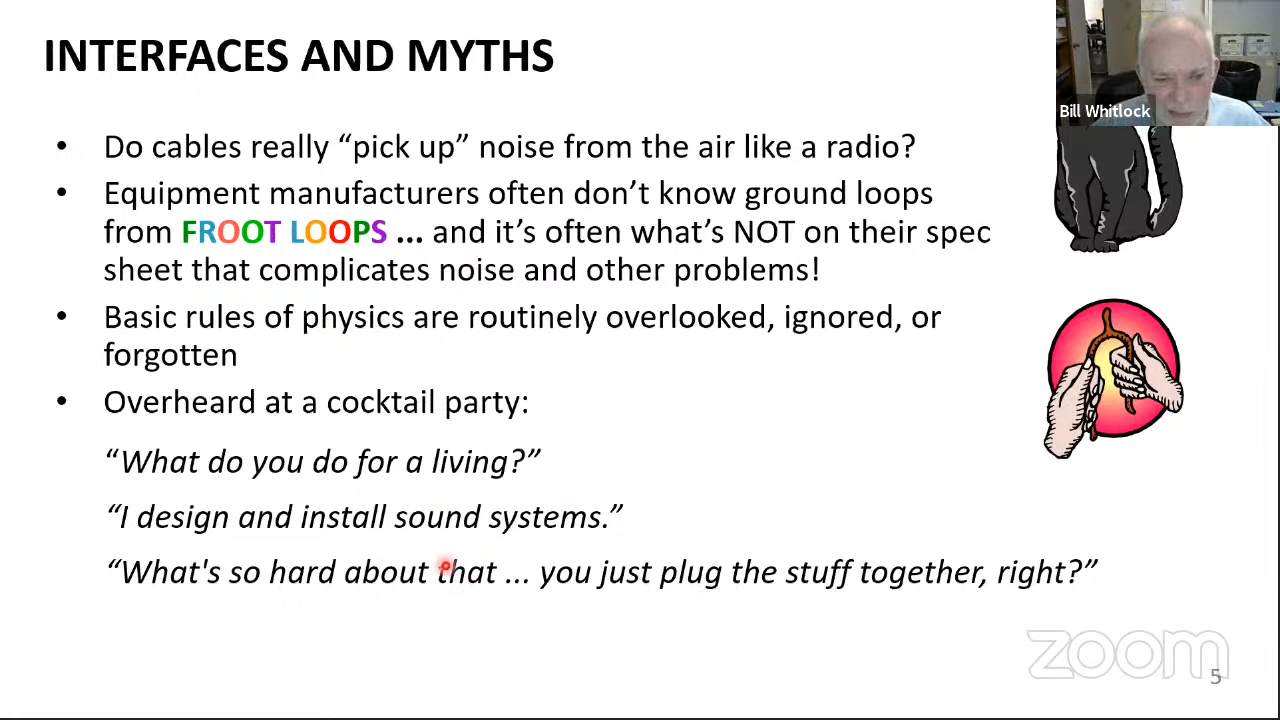 INTERFACES AND MYTHS
Bill Whitlock
• Do cables really “pick up” noise from the air like a radio?
• Equipment manufacturers often don’t know ground loops
from FROOT LOOPS ... and it’s often what’s NOT on their spec
sheet that complicates noise and other problems!
• Basic rules of physics are routinely overlooked, ignored, or
forgotten
• Overheard at a cocktail party:
“What do you do for a living?”
“I design and install sound systems.”
“What's so hard about that ... you just plug the stuff together, right?”
zoom
5